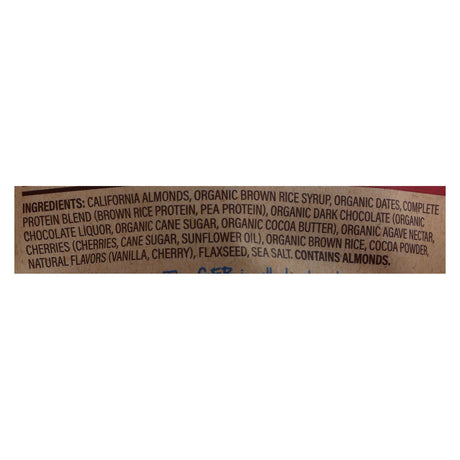 INGREDIENTS: CALIFORNIA ALMONDS, ORGANIC BROWN RICE SYRUP, ORGANIC DATES, COMPLETE
PROTEIN BLEND (BROWN RICE PROTEIN, PEA PROTEIN), ORGANIC DARK CHOCOLATE (ORGANIC
CHOCOLATE LIQUOR, ORGANIC CANE SUGAR, ORGANIC COCOA BUTTER), ORGANIC AGAVE NECTAR,
CHERRIES (CHERRIES, CANE SUGAR, SUNFLOWER OIL), ORGANIC BROWN RICE, COCOA POWDER,
NATURAL FLAVORS (VANILLA, CHERRY), FLAXSEED, SEA SALT. CONTAINS ALMONDS.